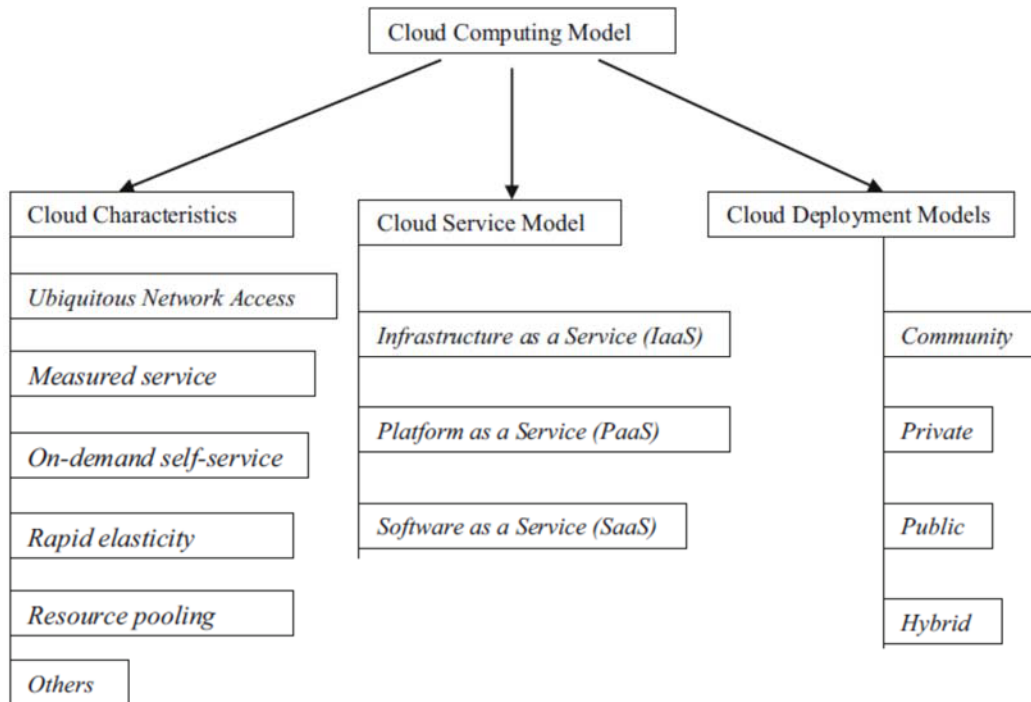 Cloud Computing Model
Cloud Characteristics
Ubiquitous Network Access
Measured service
On-demand self-service
Rapid elasticity
Resource pooling
Others
Cloud Service Model
Infrastructure as a Service (IaaS)
Platform as a Service (PaaS)
Software as a Service (SaaS)
Cloud Deployment Models
Community
Private
Public
Hybrid